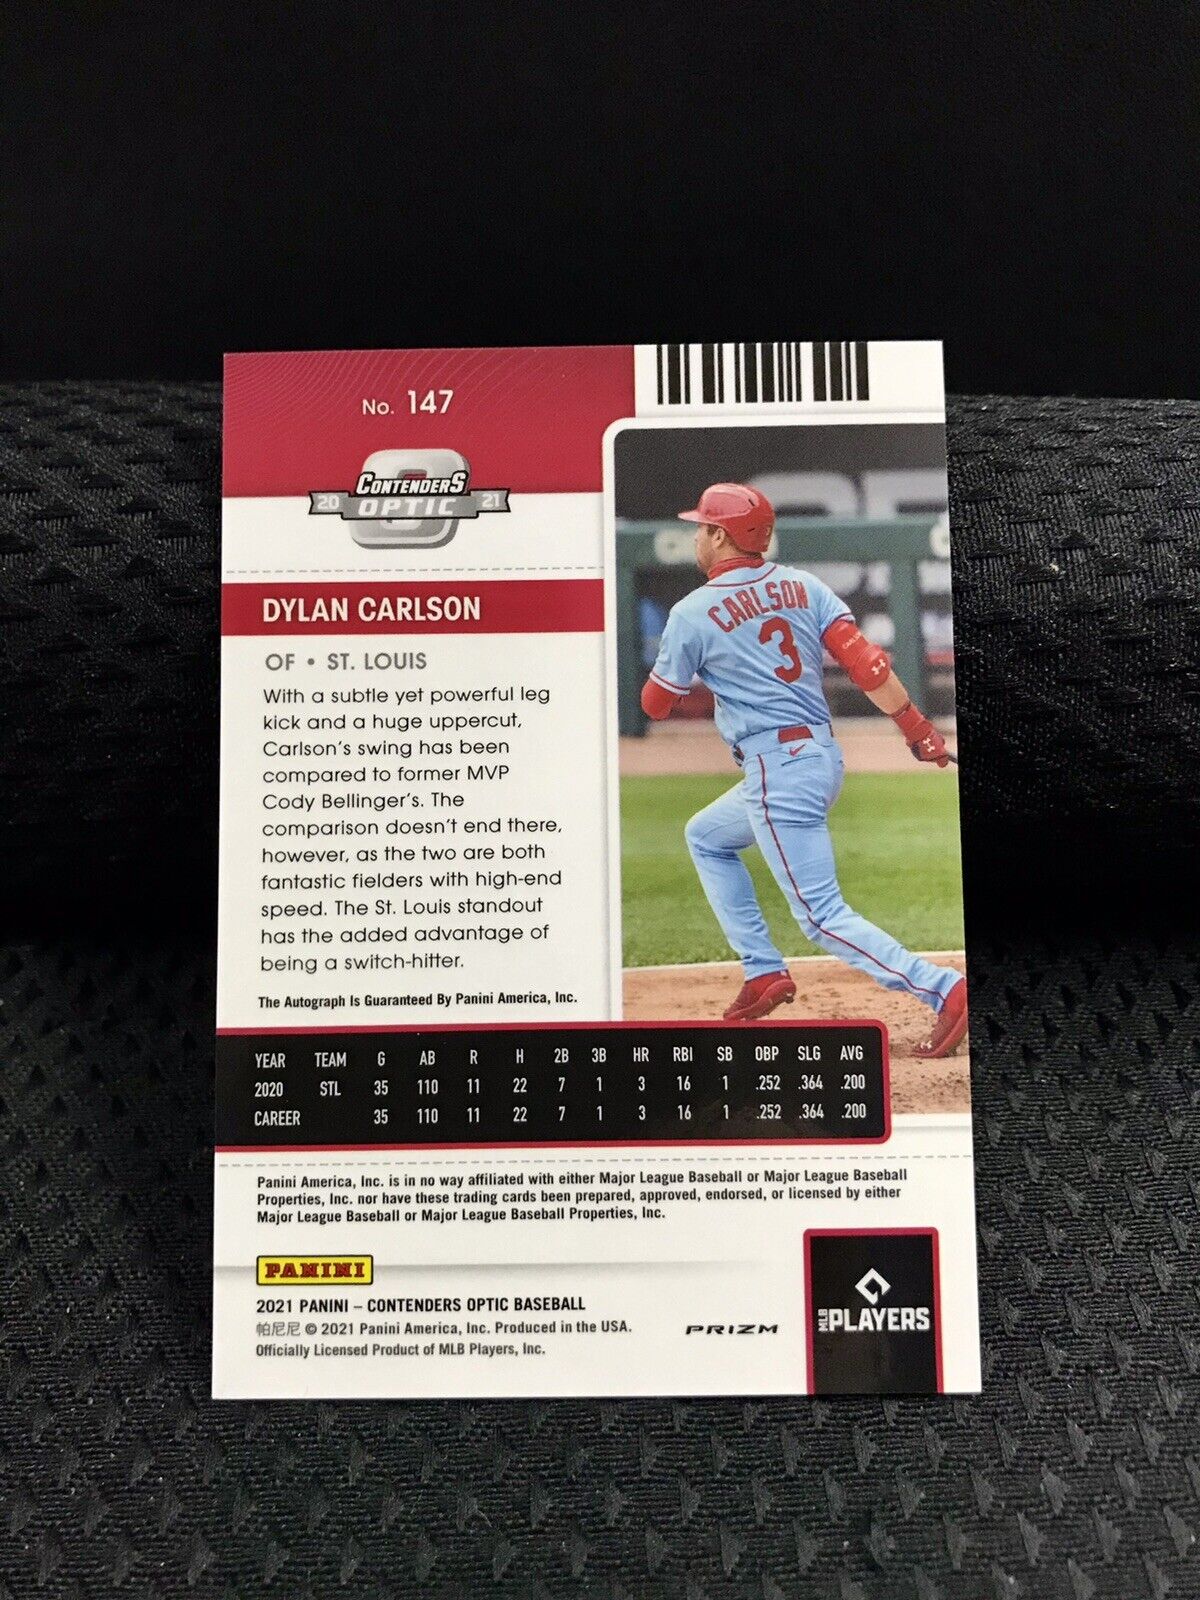 No. 147
CONTENDERS
20 OPTIC 21
DYLAN CARLSON
OF • ST. LOUIS
With a subtle yet powerful leg
kick and a huge uppercut,
Carlson's swing has been
compared to former MVP
Cody Bellinger's. The
comparison doesn't end there,
however, as the two are both
fantastic fielders with high-end
speed. The St. Louis standout
has the added advantage of
being a switch-hitter.
The Autograph Is Guaranteed By Panini America, Inc.
CARLSON
3
YEAR TEAM G AB R H 2B 3B HR RBI SB OBP SLG AVG
2020 STL 35 110 11 22 7 1 3 16 1 .252 .364 .200
CAREER 35 110 11 22 7 1 3 16 1 .252 .364 .200
Panini America, Inc. is in no way affiliated with either Major League Baseball or Major League Baseball
Properties, Inc. nor have these trading cards been prepared, approved, endorsed, or licensed by either
Major League Baseball or Major League Baseball Properties, Inc.
PANINI
2021 PANINI – CONTENDERS OPTIC BASEBALL
帕尼尼 © 2021 Panini America, Inc. Produced in the USA.
Officially Licensed Product of MLB Players, Inc.
PRIZM
MLB PLAYERS